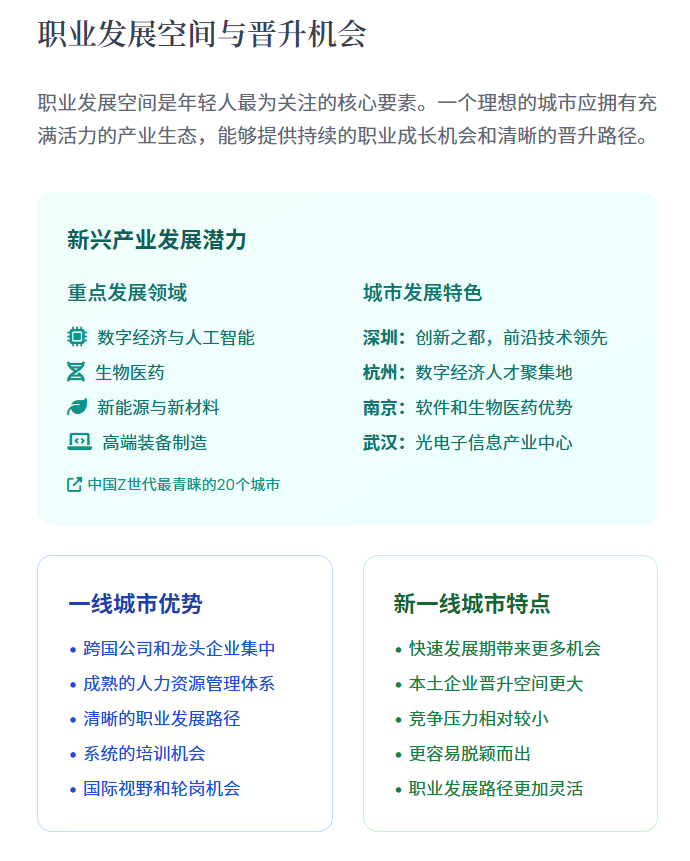 职业发展空间与晋升机会
职业发展空间是年轻人最为关注的核心要素。一个理想的城市应拥有充
满活力的产业生态，能够提供持续的职业成长机会和清晰的晋升路径。
新兴产业发展潜力
重点发展领域
数字经济与人工智能
生物医药
新能源与新材料
高端装备制造
中国Z世代最青睐的20个城市
城市发展特色
深圳：创新之都，前沿技术领先
杭州：数字经济人才聚集地
南京：软件和生物医药优势
武汉：光电子信息产业中心
一线城市优势
• 跨国公司和龙头企业集中
• 成熟的人力资源管理体系
• 清晰的职业发展路径
• 系统的培训机会
• 国际视野和轮岗机会
新一线城市特点
• 快速发展期带来更多机会
• 本土企业晋升空间更大
• 竞争压力相对较小
• 更容易脱颖而出
• 职业发展路径更加灵活